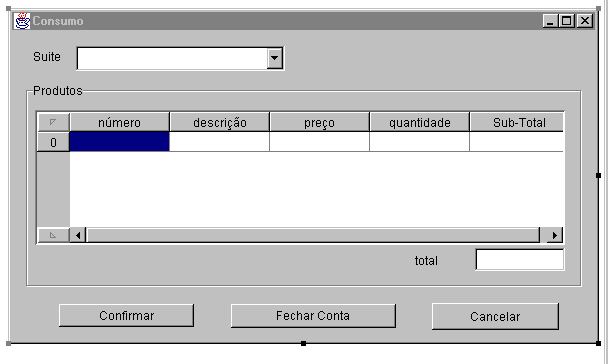 Consumo
Suite
Produtos
número descrição preço quantidade Sub-Total
0
total
Confirmar Fechar Conta Cancelar